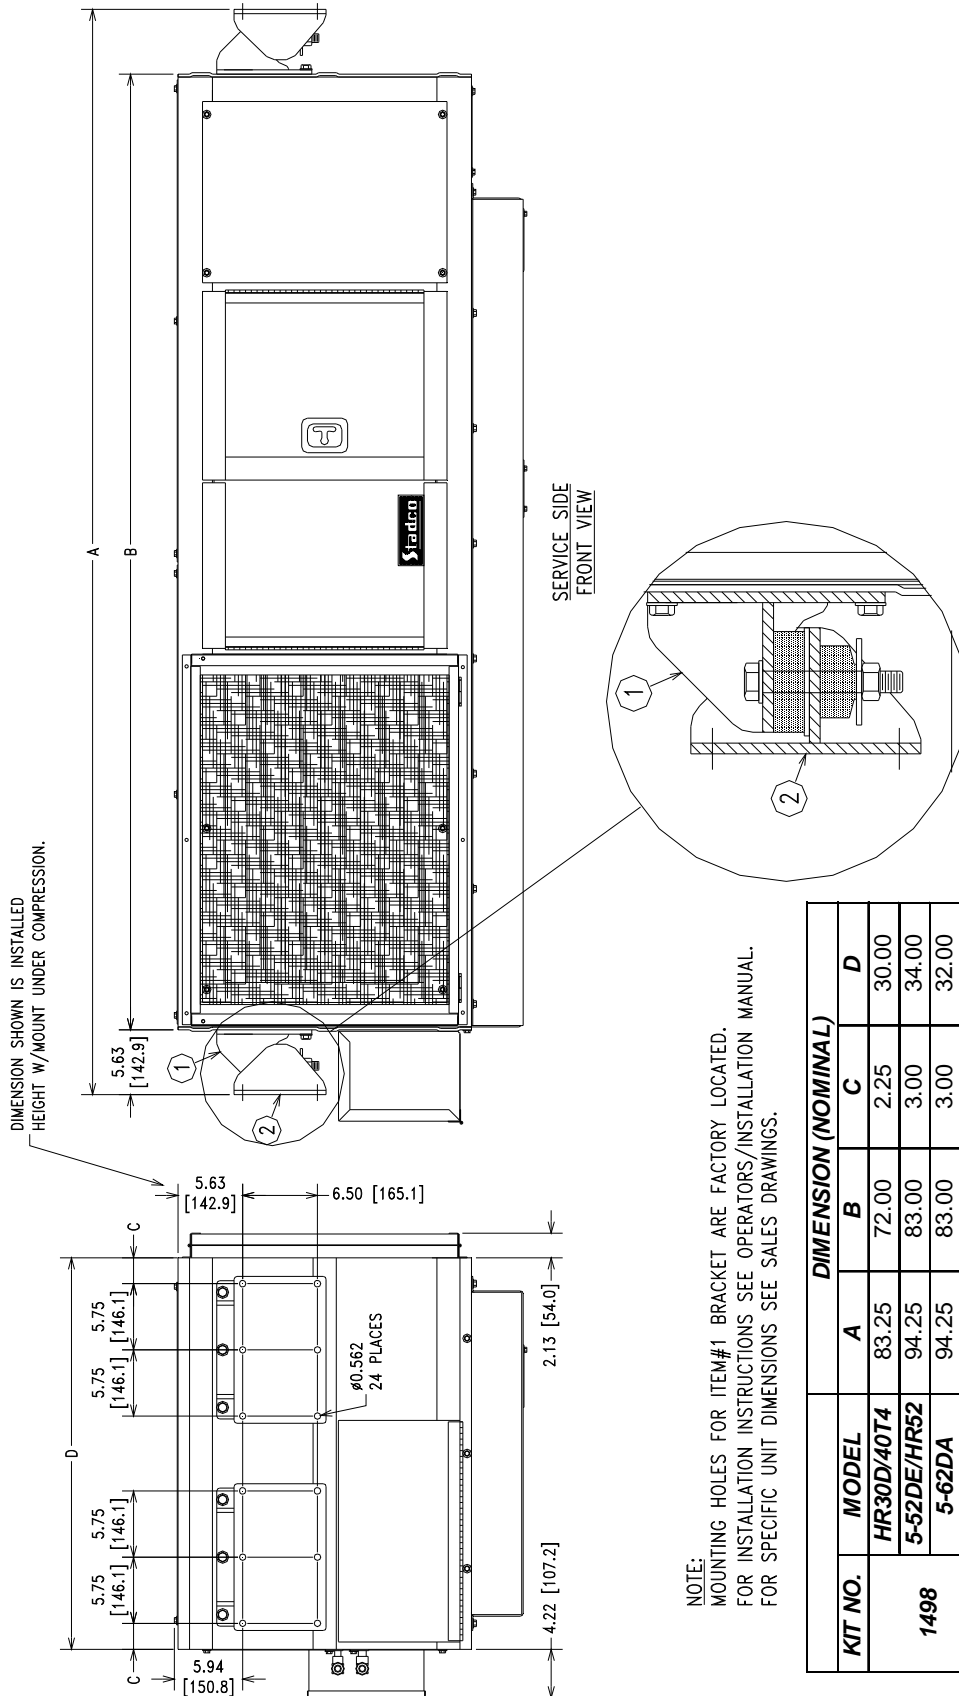 DIMENSION SHOWN IS INSTALLED
HEIGHT W/MOUNT UNDER COMPRESSION.
A
B
5.63
[142.9]
1
2
Stadco
SERVICE SIDE
FRONT VIEW
1
2
D
C
5.75
[146.1]
5.75
[146.1]
5.75
[146.1]
5.75
[146.1]
C
5.63
[142.9]
6.50 [165.1]
5.94
[150.8]
ø0.562
24 PLACES
2.13 [54.0]
4.22 [107.2]
NOTE:
MOUNTING HOLES FOR ITEM#1 BRACKET ARE FACTORY LOCATED.
FOR INSTALLATION INSTRUCTIONS SEE OPERATORS/INSTALLATION MANUAL.
FOR SPECIFIC UNIT DIMENSIONS SEE SALES DRAWINGS.
DIMENSION (NOMINAL)
KIT NO. MODEL A B C D
1498
HR30D/40T4 83.25 72.00 2.25 30.00
5-52DE/HR52 94.25 83.00 3.00 34.00
5-62DA 94.25 83.00 3.00 32.00